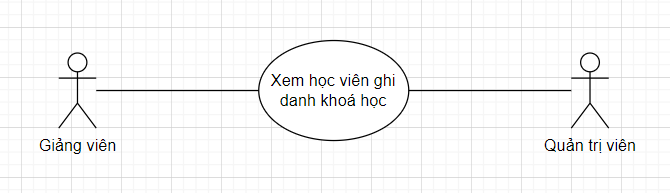 Xem học viên ghi
danh khoá học
Giảng viên
Quản trị viên